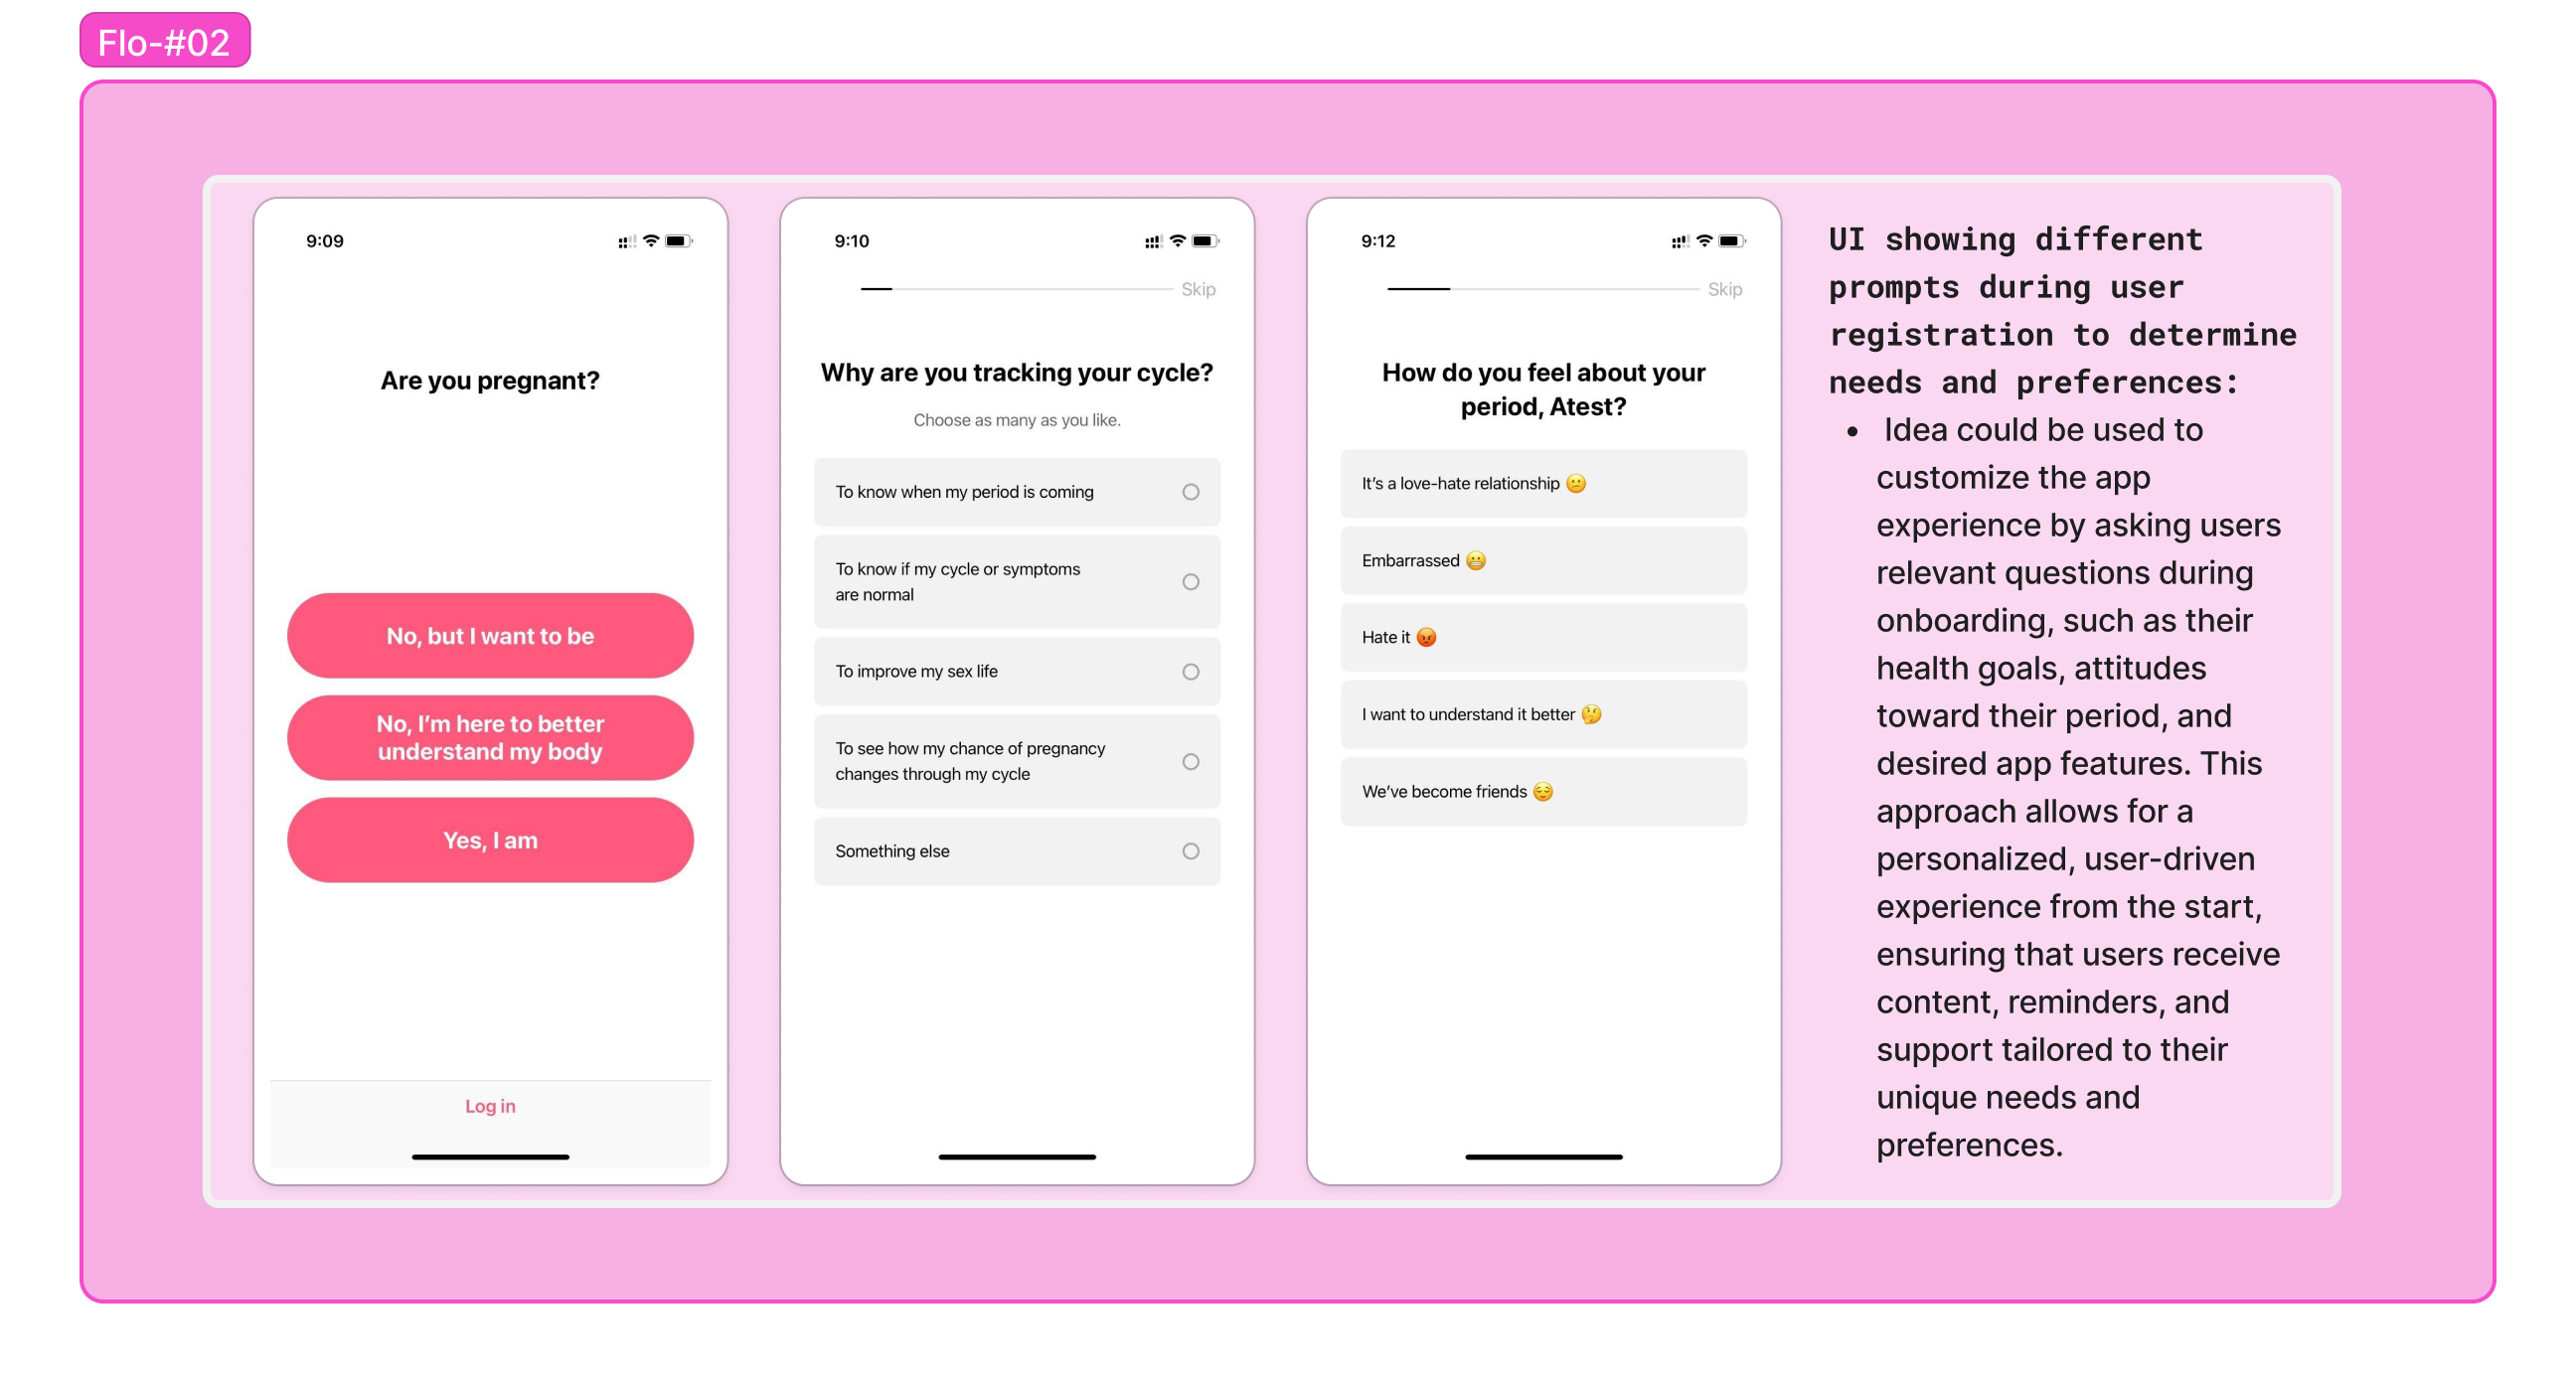 Flo-#02
9:09
Are you pregnant?
No, but I want to be
No, I'm here to better
understand my body
Yes, I am
Log in
9:10
Skip
Why are you tracking your cycle?
Choose as many as you like.
To know when my period is coming
To know if my cycle or symptoms
are normal
To improve my sex life
To see how my chance of pregnancy
changes through my cycle
Something else
9:12
Skip
How do you feel about your
period, Atest?
It's a love-hate relationship 😕
Embarrassed 😬
Hate it 😡
I want to understand it better 🤔
We've become friends 😌
UI showing different
prompts during user
registration to determine
needs and preferences:
• Idea could be used to
customize the app
experience by asking users
relevant questions during
onboarding, such as their
health goals, attitudes
toward their period, and
desired app features. This
approach allows for a
personalized, user-driven
experience from the start,
ensuring that users receive
content, reminders, and
support tailored to their
unique needs and
preferences.